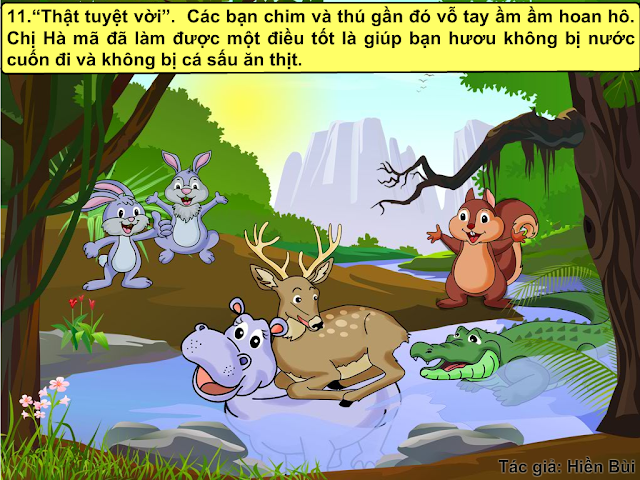 11.“Thật tuyệt vời”. Các bạn chim và thú gần đó vỗ tay ầm ầm hoan hô.
Chị Hà mã đã làm được một điều tốt là giúp bạn hươu không bị nước
cuốn đi và không bị cá sấu ăn thịt.
Tác giả: Hiền Bùi